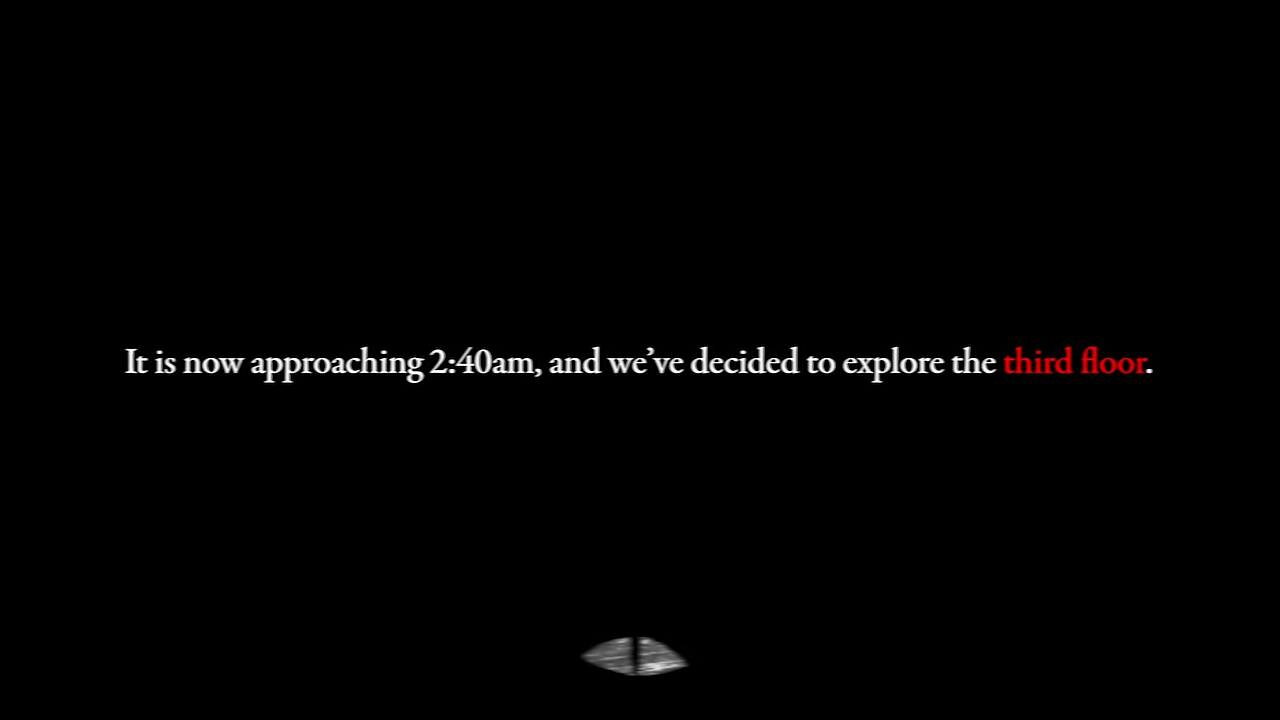 It is now approaching 2:40am, and we’ve decided to explore the third floor.